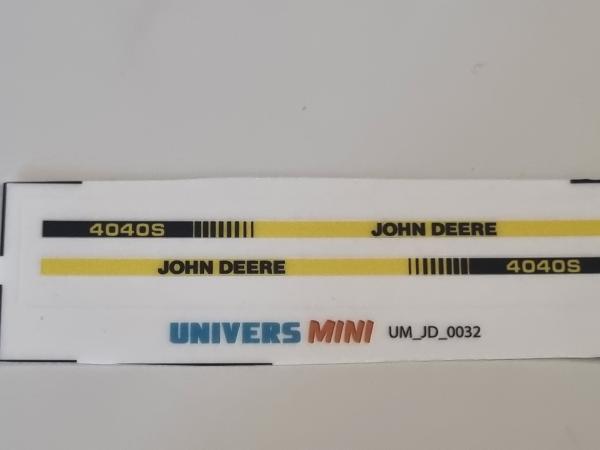 4040S JOHN DEERE
JOHN DEERE 4040S
UNIVERS MINI UM_JD_0032